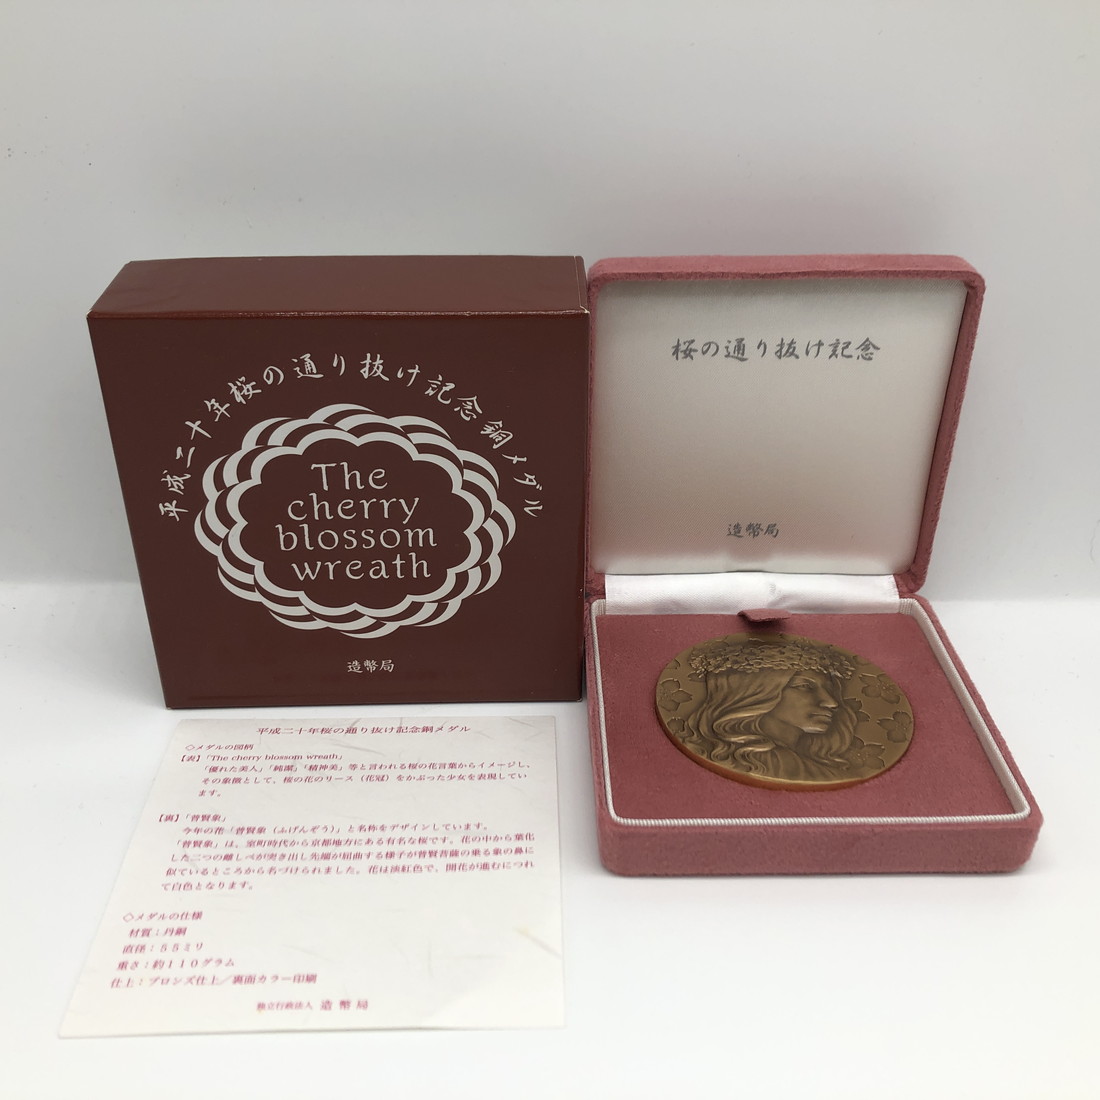 平成二十年桜の通り抜け記念銅メダル
The
cherry
blossom
wreath
造幣局
桜の通り抜け記念
造幣局
平成二十年桜の通り抜け記念銅メダル
◇メダルの図柄
【表】「The cherry blossom wreath」
「優れた美人」「純潔」「精神美」等と言われる桜の花言葉からイメージし、
その象徴として、桜の花のリース（花冠）をかぶった少女を表現してい
ます。
【裏】「普賢象」
今年の花「普賢象（ふげんぞう）」と名称をデザインしています。
「普賢象」は、室町時代から京都地方にある有名な桜です。花の中から葉化
した二つの雌しべが突き出し先端が屈曲する様子が普賢菩薩の乗る象の鼻に
似ているところから名づけられました。花は淡紅色で、開花が進むにつれ
て白色となります。
◇メダルの仕様
材質：丹銅
直径：５５ミリ
重さ：約１１０グラム
仕上：ブロンズ仕上／裏面カラー印刷
独立行政法人 造幣局